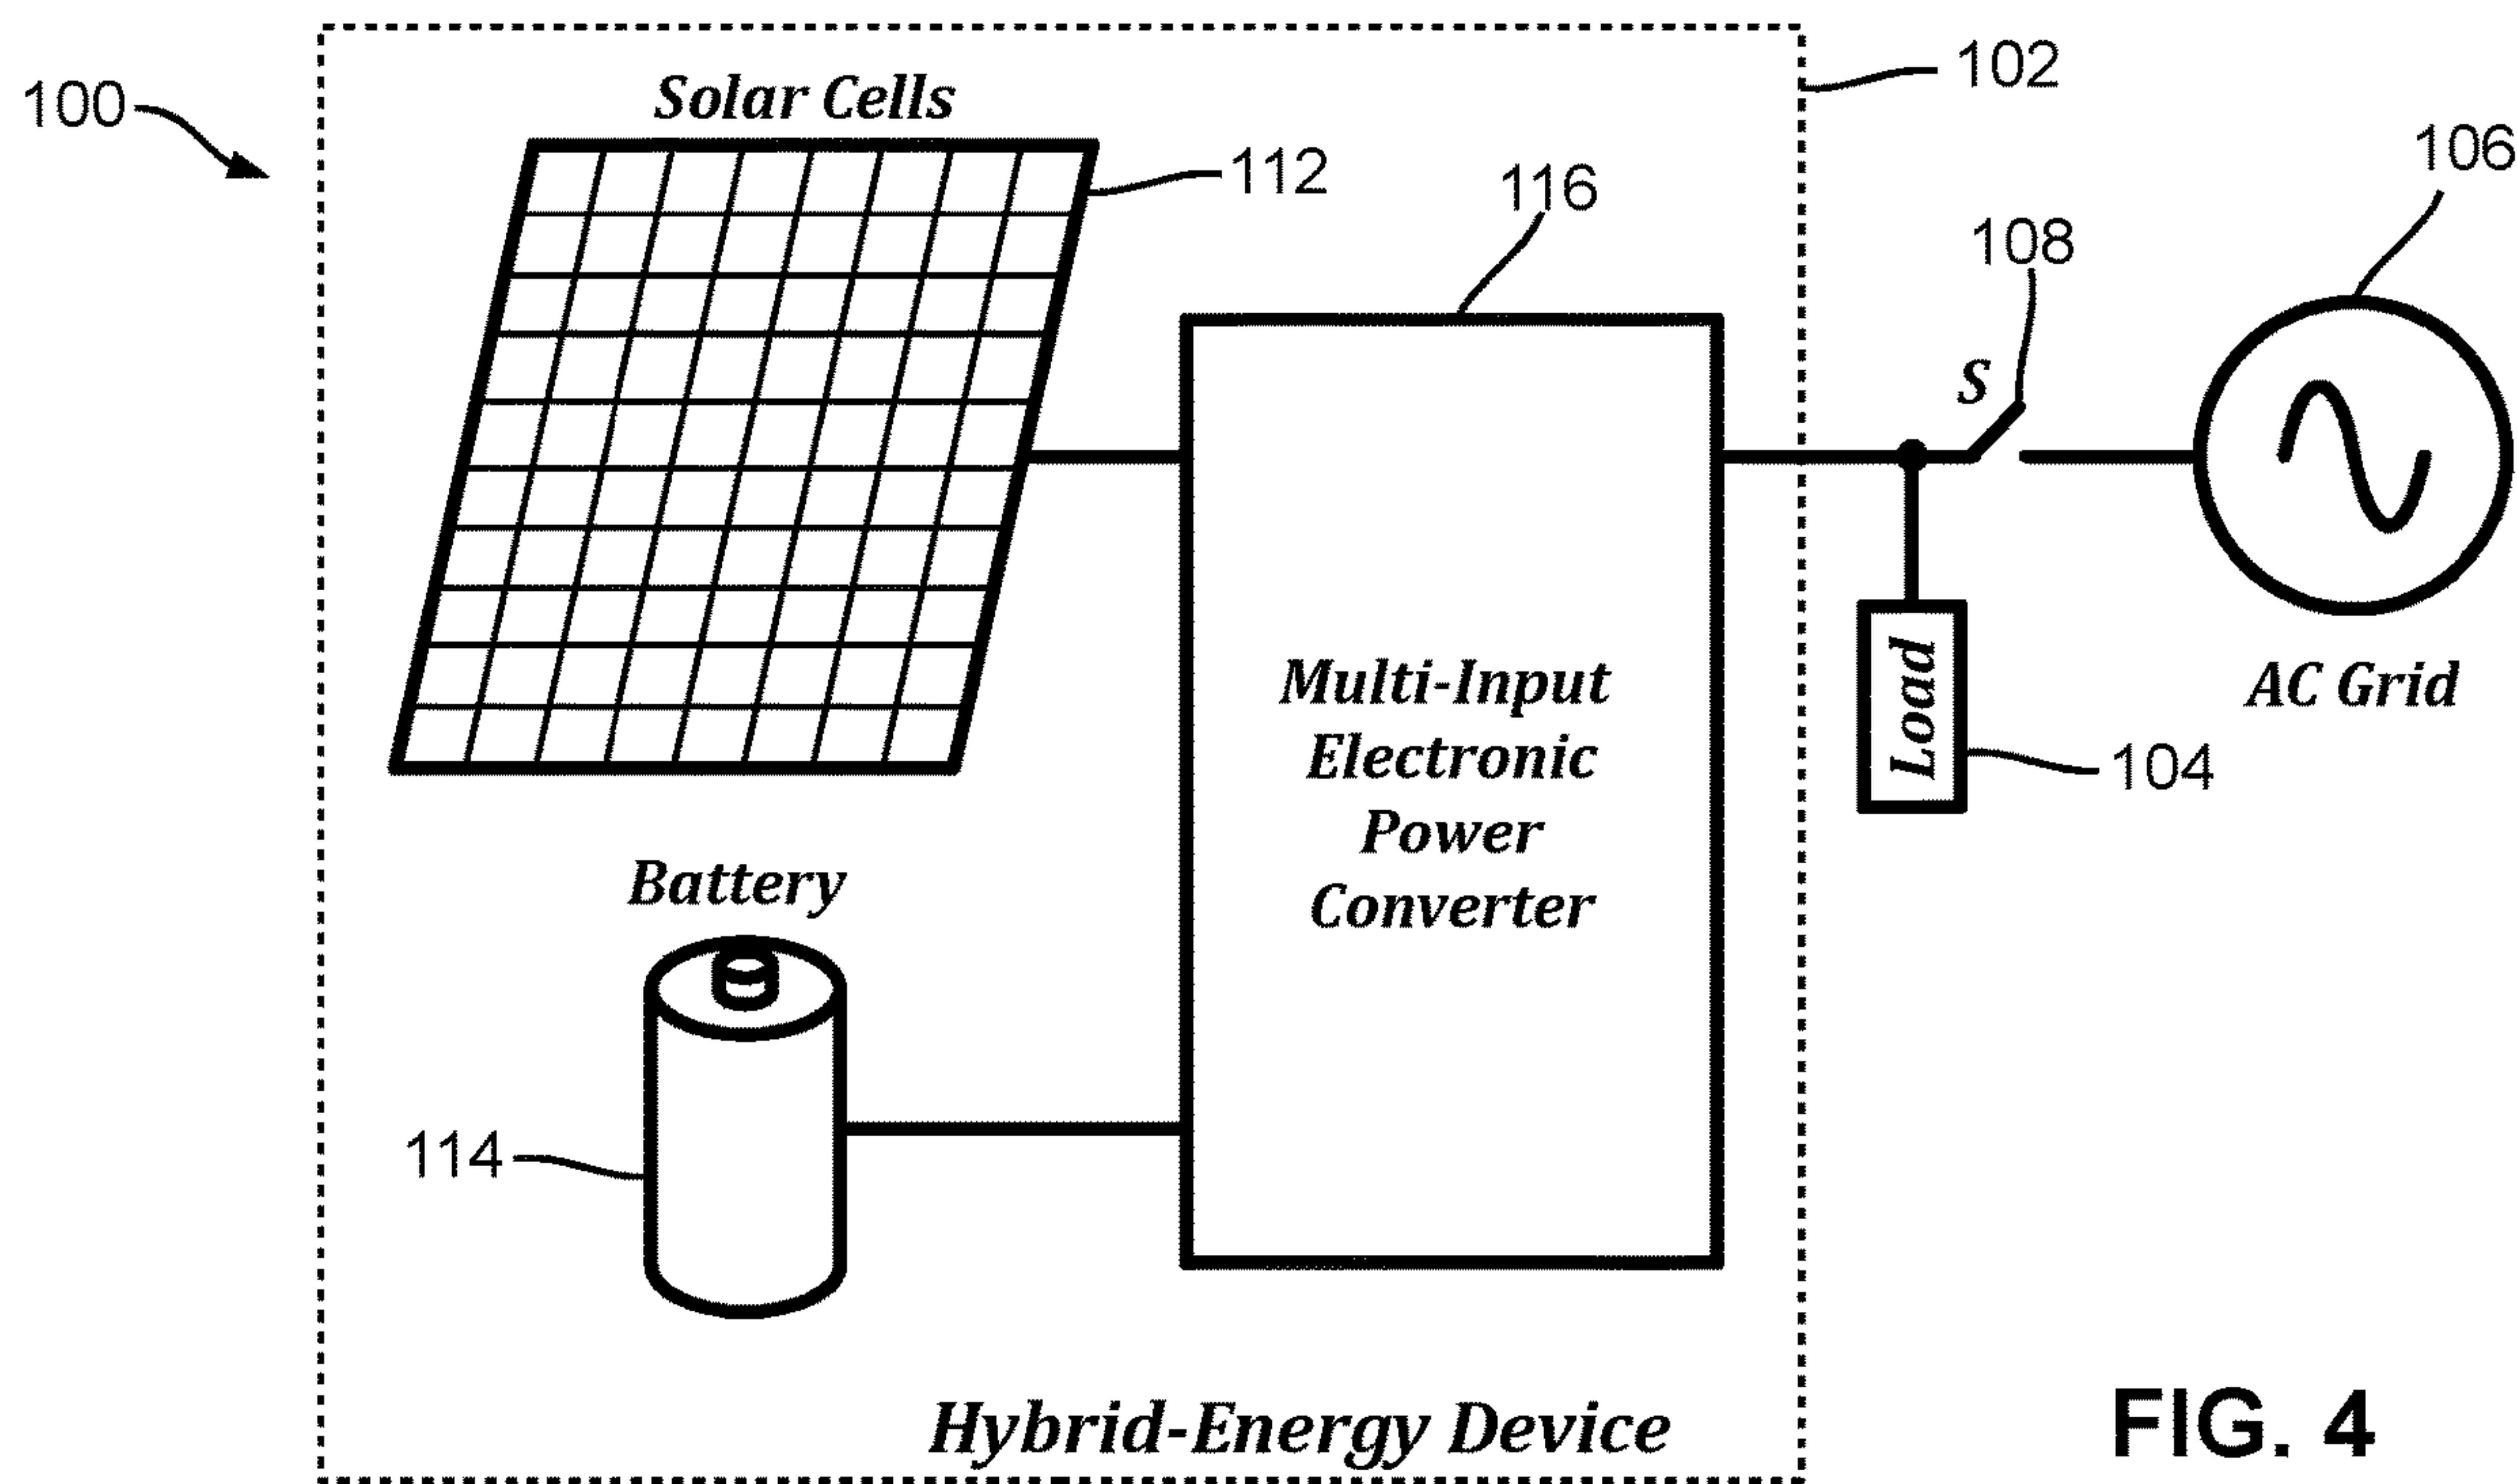 100
102
Solar Cells
112
116
106
108
S
Load
AC Grid
104
Multi-Input
Electronic
Power
Converter
Battery
114
Hybrid-Energy Device
FIG. 4